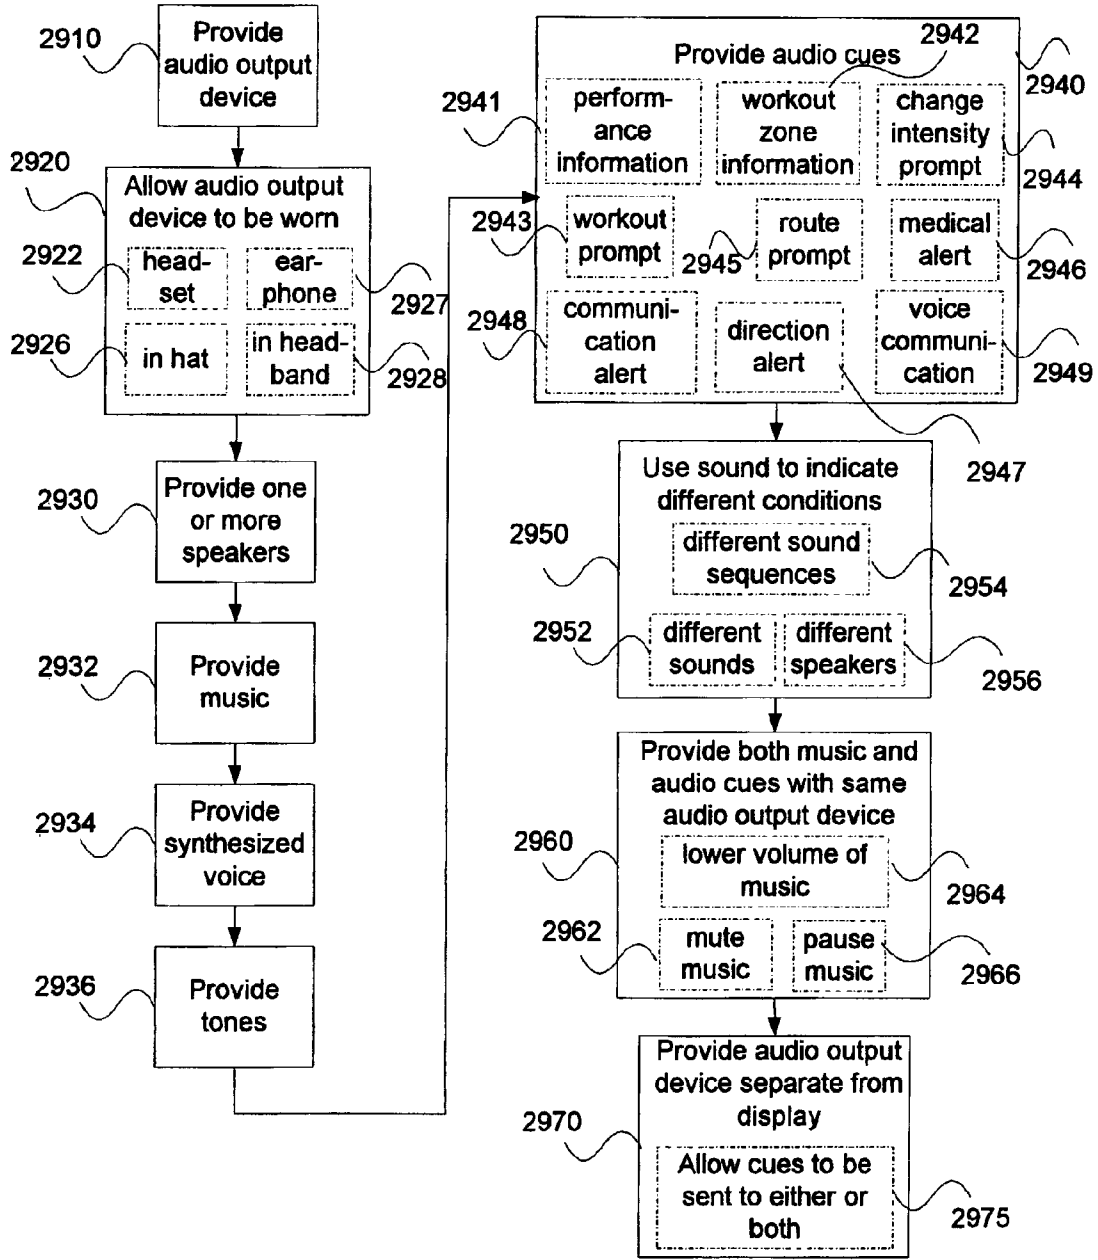 2910
Provide
audio output
device
2920
Allow audio output
device to be worn
2922
head-
set
ear-
phone
2927
2926
in hat
in head-
band
2928
2930
Provide one
or more
speakers
2932
Provide
music
2934
Provide
synthesized
voice
2936
Provide
tones
Provide audio cues
2942
2940
2941
perform-
ance
information
workout
zone
information
change
intensity
prompt
2944
2943
workout
prompt
2945
route
prompt
medical
alert
2946
2948
communi-
cation
alert
direction
alert
voice
communi-
cation
2949
2947
Use sound to indicate
different conditions
2950
different sound
sequences
2954
2952
different
sounds
different
speakers
2956
Provide both music and
audio cues with same
audio output device
2960
lower volume of
music
2964
2962
mute
music
pause
music
2966
Provide audio output
device separate from
display
2970
Allow cues to be
sent to either or
both
2975